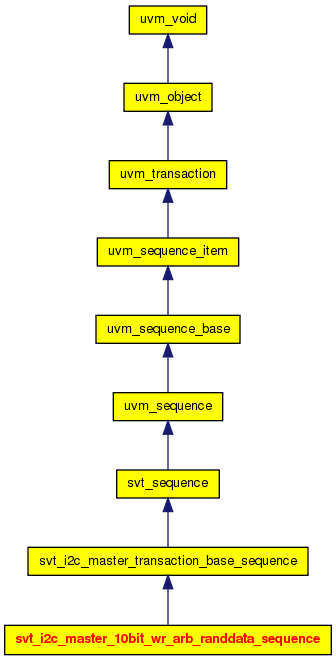 uvm_void
uvm_object
uvm_transaction
uvm_sequence_item
uvm_sequence_base
uvm_sequence
svt_sequence
svt_i2c_master_transaction_base_sequence
svt_i2c_master_10bit_wr_arb_randdata_sequence